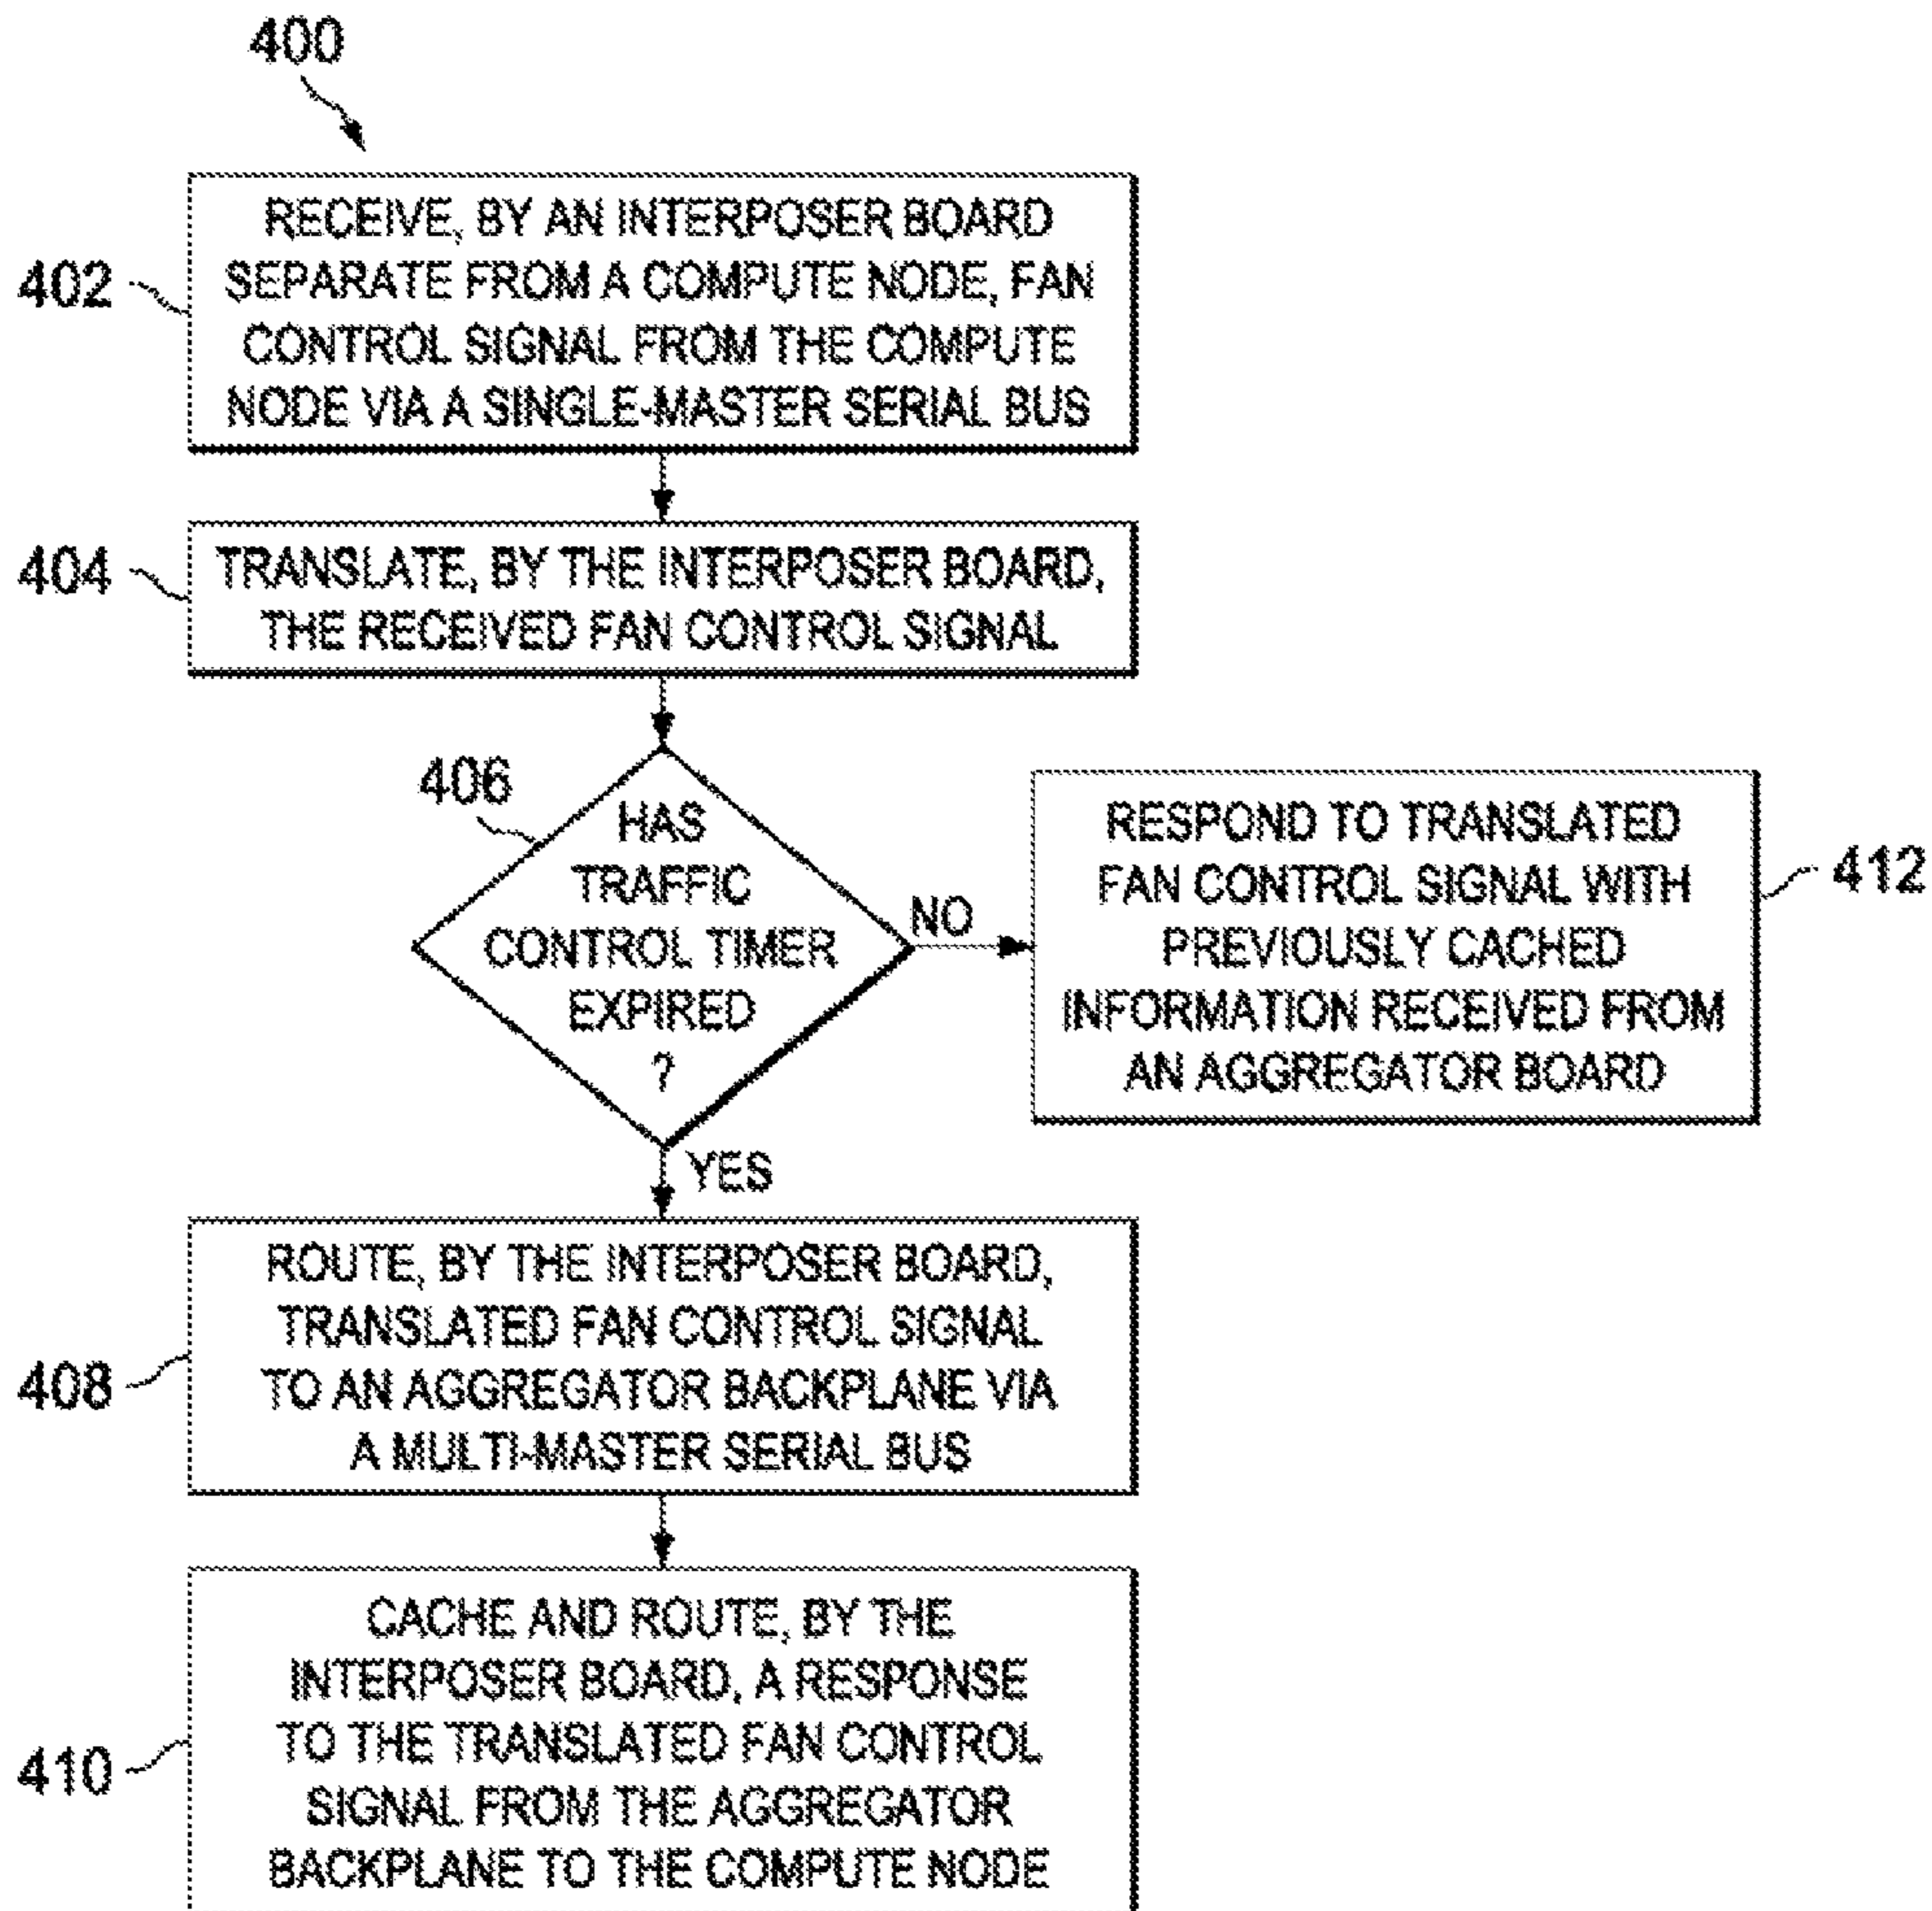 400
402
RECEIVE, BY AN INTERPOSER BOARD
SEPARATE FROM A COMPUTE NODE, FAN
CONTROL SIGNAL FROM THE COMPUTE
NODE VIA A SINGLE-MASTER SERIAL BUS
404
TRANSLATE, BY THE INTERPOSER BOARD,
THE RECEIVED FAN CONTROL SIGNAL
406
HAS
TRAFFIC
CONTROL TIMER
EXPIRED
?
NO
RESPOND TO TRANSLATED
FAN CONTROL SIGNAL WITH
PREVIOUSLY CACHED
INFORMATION RECEIVED FROM
AN AGGREGATOR BOARD
412
YES
408
ROUTE, BY THE INTERPOSER BOARD,
TRANSLATED FAN CONTROL SIGNAL
TO AN AGGREGATOR BACKPLANE VIA
A MULTI-MASTER SERIAL BUS
410
CACHE AND ROUTE, BY THE
INTERPOSER BOARD, A RESPONSE
TO THE TRANSLATED FAN CONTROL
SIGNAL FROM THE AGGREGATOR
BACKPLANE TO THE COMPUTE NODE